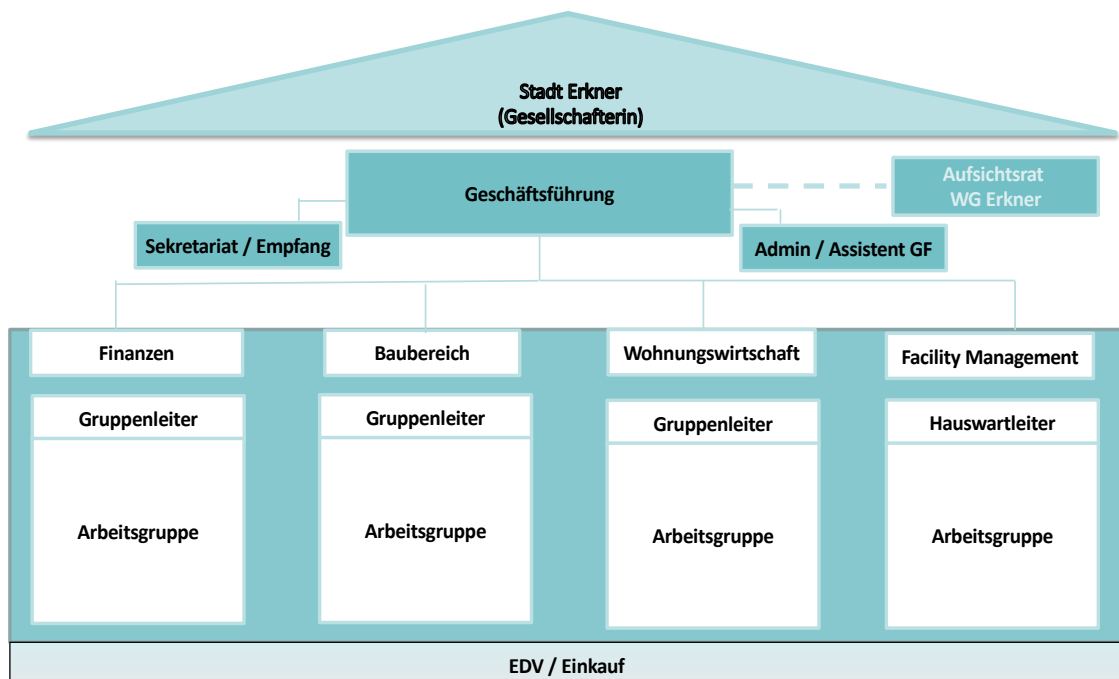 Stadt Erkner
(Gesellschafterin)
Geschäftsführung
Aufsichtsrat
WG Erkner
Sekretariat / Empfang
Admin / Assistent GF
Finanzen
Baubereich
Wohnungswirtschaft
Facility Management
Gruppenleiter
Gruppenleiter
Gruppenleiter
Hauswartleiter
Arbeitsgruppe
Arbeitsgruppe
Arbeitsgruppe
Arbeitsgruppe
EDV / Einkauf